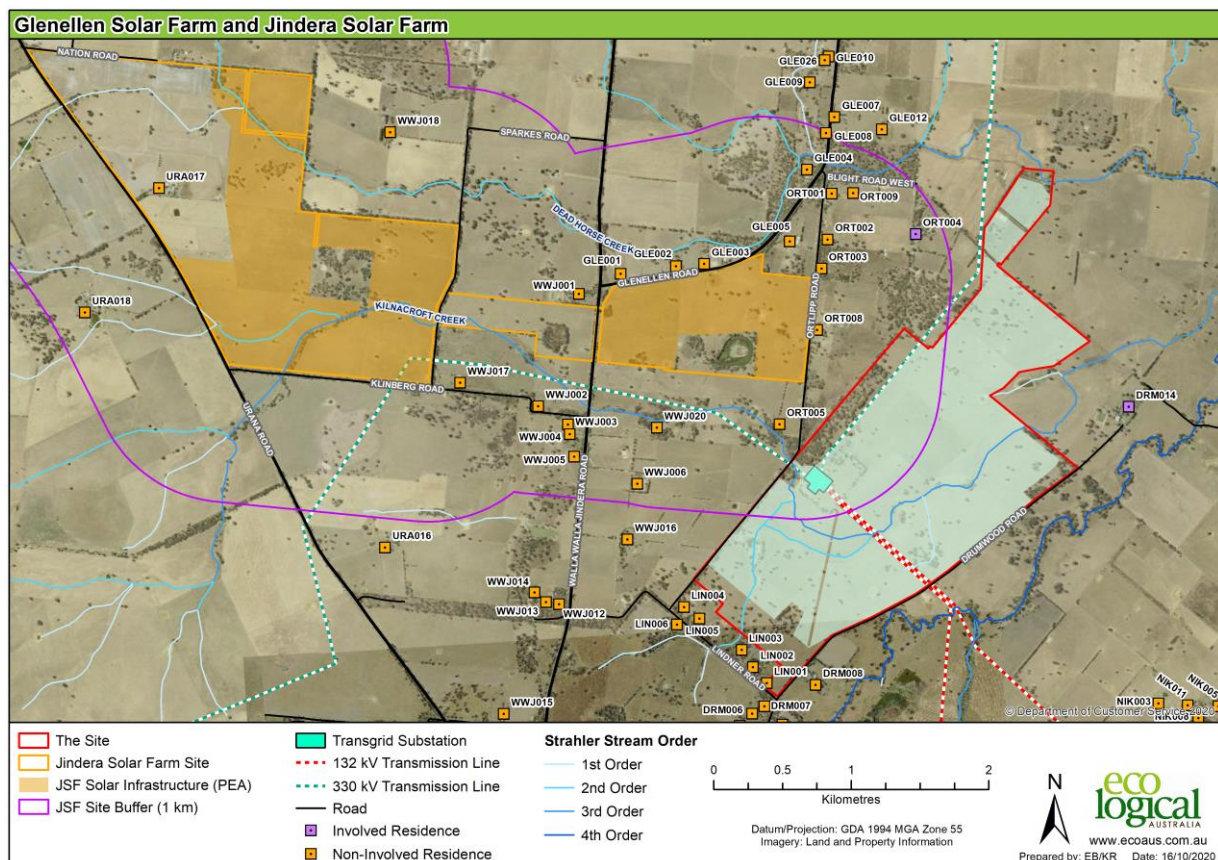 Glenellen Solar Farm and Jindera Solar Farm
NATION ROAD
GLE026
GLE010
GLE009
GLE007
GLE012
WWJ018
SPARKES ROAD
GLE008
GLE004
BLIGHT ROAD WEST
URA017
ORT001
ORT009
DEAD HORSE CREEK
GLE005
ORT002
ORT004
GLE001
GLE002
GLE003
ORT003
GLENELLEN ROAD
WWJ001
URA018
KILNACROFT CREEK
ORTLIPP ROAD
ORT008
WWJ017
KLINBERG ROAD
WWJ002
DRM014
URANA ROAD
WWJ003
WWJ020
ORT005
WWJ004
WWJ005
WALLA WALLA JINDERA ROAD
WWJ006
WWJ016
URA016
DRUMWOOD ROAD
WWJ014
WWJ013
WWJ012
LIN004
LIN006
LIN005
LIN003
LINDNER ROAD
LIN002
LIN001
DRM008
WWJ015
DRM006
DRM007
NIK003
NIK011
NIK005
NIK008
© Department of Customer Service 2020
The Site
Jindera Solar Farm Site
JSF Solar Infrastructure (PEA)
JSF Site Buffer (1 km)
Transgrid Substation
132 kV Transmission Line
330 kV Transmission Line
Road
Involved Residence
Non-Involved Residence
Strahler Stream Order
1st Order
2nd Order
3rd Order
4th Order
0 0.5 1 2
Kilometres
Datum/Projection: GDA 1994 MGA Zone 55
Imagery: Land and Property Information
N
eco
logical
AUSTRALIA
www.ecoaus.com.au
Prepared by: EB/KR Date: 16/10/2020